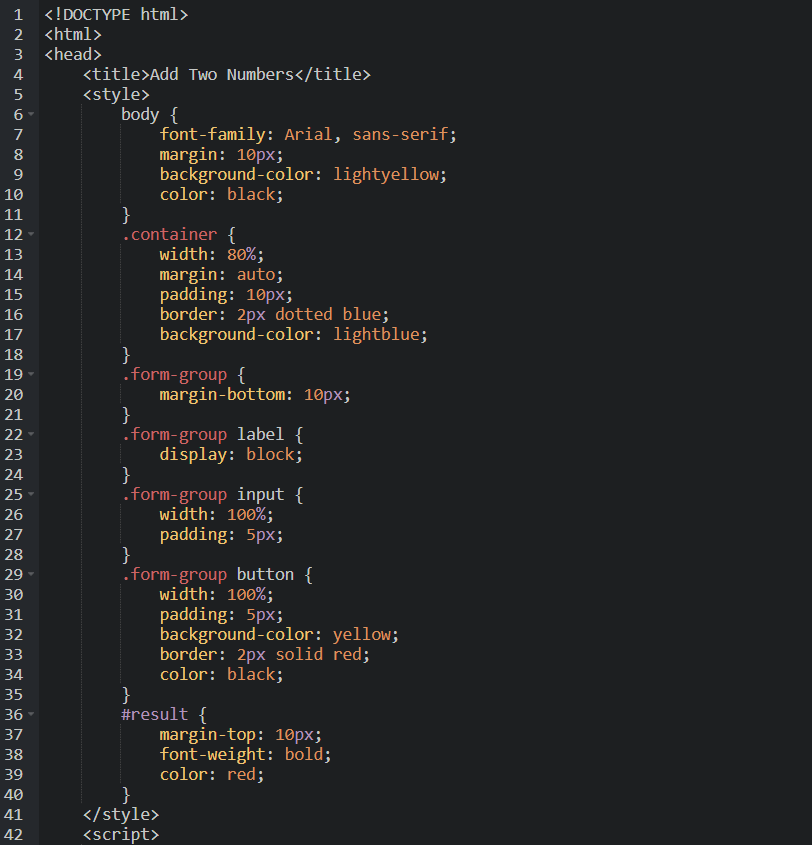 1 <!DOCTYPE html>
2 <html>
3 <head>
4     <title>Add Two Numbers</title>
5     <style>
6         body {
7             font-family: Arial, sans-serif;
8             margin: 10px;
9             background-color: lightyellow;
10             color: black;
11         }
12         .container {
13             width: 80%;
14             margin: auto;
15             padding: 10px;
16             border: 2px dotted blue;
17             background-color: lightblue;
18         }
19         .form-group {
20             margin-bottom: 10px;
21         }
22         .form-group label {
23             display: block;
24         }
25         .form-group input {
26             width: 100%;
27             padding: 5px;
28         }
29         .form-group button {
30             width: 100%;
31             padding: 5px;
32             background-color: yellow;
33             border: 2px solid red;
34             color: black;
35         }
36         #result {
37             margin-top: 10px;
38             font-weight: bold;
39             color: red;
40         }
41     </style>
42     <script>